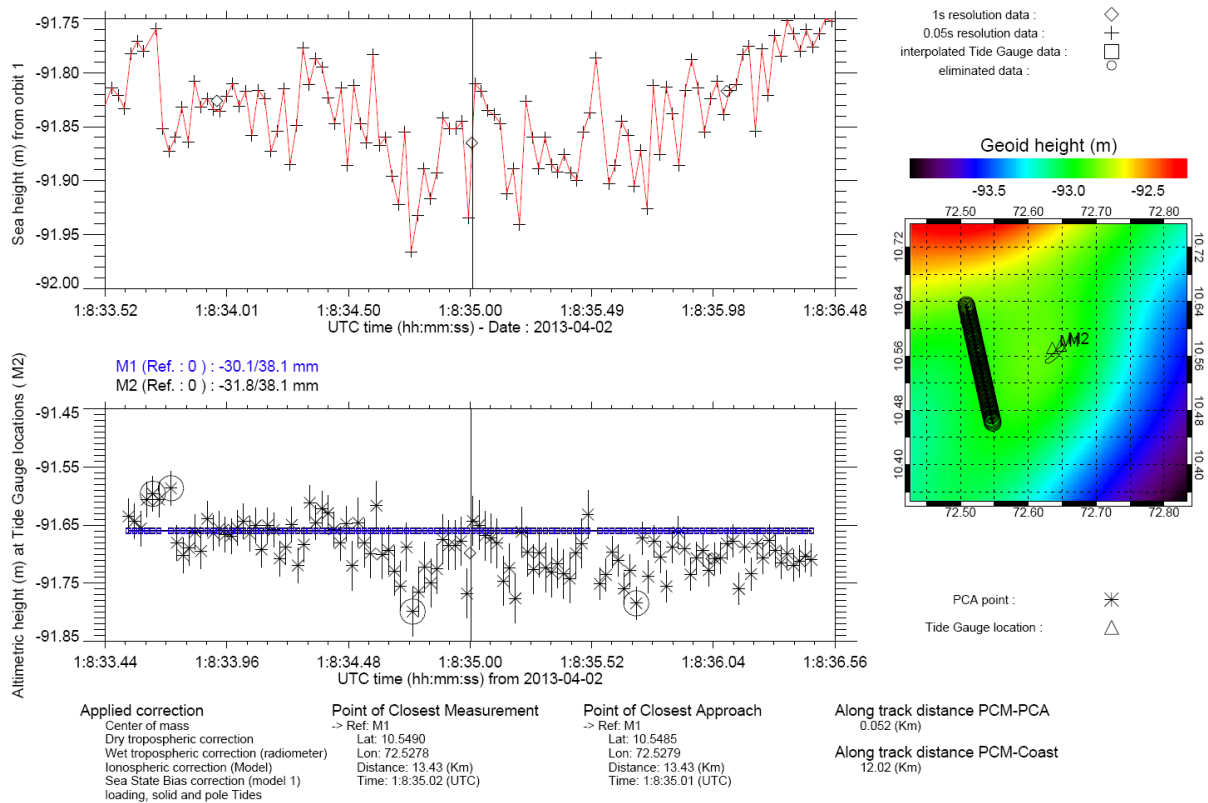 -91.75
-91.80
-91.85
-91.90
-91.95
-92.00
Sea height (m) from orbit 1
1:8:33.52 1:8:34.01 1:8:34.50 1:8:35.00 1:8:35.49 1:8:35.98 1:8:36.48
UTC time (hh:mm:ss) - Date : 2013-04-02
1s resolution data :
0.05s resolution data :
interpolated Tide Gauge data :
eliminated data :
Geoid height (m)
-93.5 -93.0 -92.5
72.50 72.60 72.70 72.80
10.72 10.72
10.64 10.64
10.56 10.56
10.48 10.48
10.40 10.40
M2
72.50 72.60 72.70 72.80
M1 (Ref. : 0 ) : -30.1/38.1 mm
M2 (Ref. : 0 ) : -31.8/38.1 mm
-91.45
-91.55
-91.65
-91.75
-91.85
Altimetric height (m) at Tide Gauge locations ( M2)
1:8:33.44 1:8:33.96 1:8:34.48 1:8:35.00 1:8:35.52 1:8:36.04 1:8:36.56
UTC time (hh:mm:ss) from 2013-04-02
PCA point :
Tide Gauge location :
Applied correction
Center of mass
Dry tropospheric correction
Wet tropospheric correction (radiometer)
Ionospheric correction (Model)
Sea State Bias correction (model 1)
loading, solid and pole Tides
Point of Closest Measurement
-> Ref: M1
Lat: 10.5490
Lon: 72.5278
Distance: 13.43 (Km)
Time: 1:8:35.02 (UTC)
Point of Closest Approach
-> Ref: M1
Lat: 10.5485
Lon: 72.5279
Distance: 13.43 (Km)
Time: 1:8:35.01 (UTC)
Along track distance PCM-PCA
0.052 (Km)
Along track distance PCM-Coast
12.02 (Km)